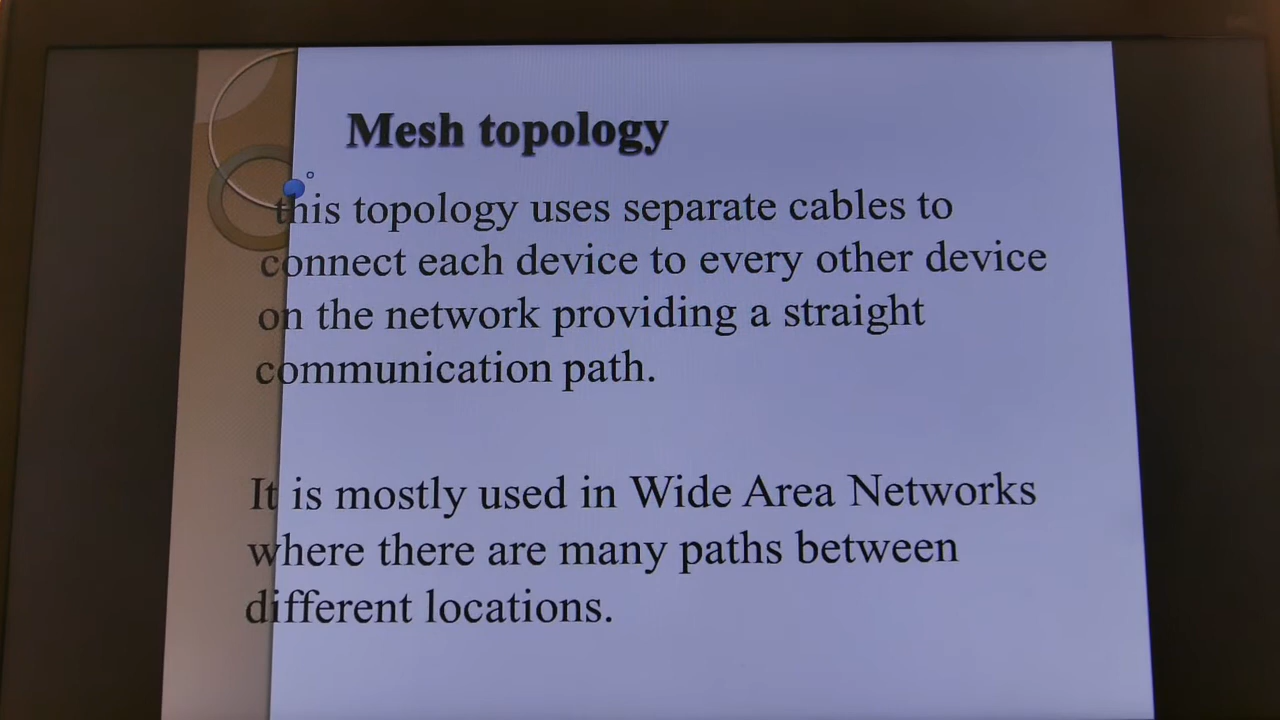 Mesh topology
this topology uses separate cables to
connect each device to every other device
on the network providing a straight
communication path.
It is mostly used in Wide Area Networks
where there are many paths between
different locations.